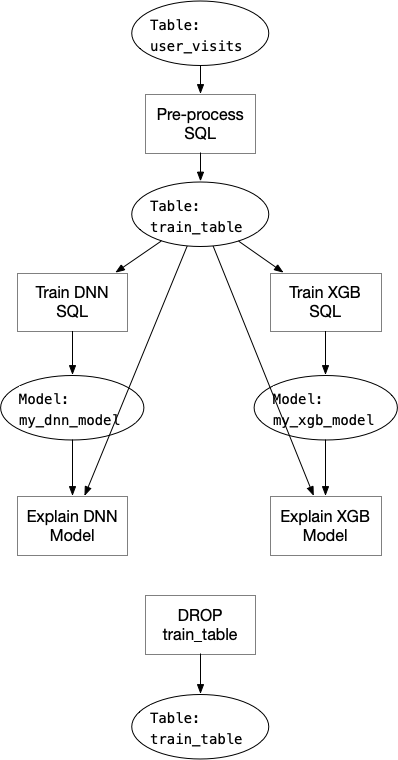 Table:
user_visits
Pre-process
SQL
Table:
train_table
Train DNN
SQL
Train XGB
SQL
Model:
my_dnn_model
Model:
my_xgb_model
Explain DNN
Model
Explain XGB
Model
DROP
train_table
Table:
train_table